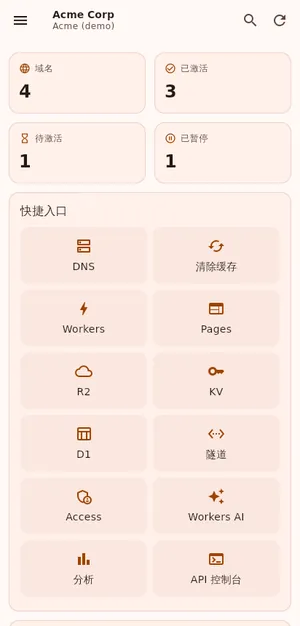 Acme Corp
Acme (demo)
域名
4
已激活
3
待激活
1
已暂停
1
快捷入口
DNS
清除缓存
Workers
Pages
R2
KV
D1
隧道
Access
Workers AI
分析
API 控制台